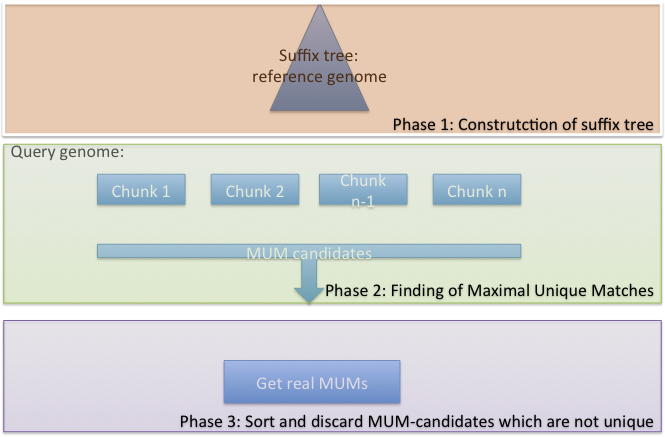 Suffix tree:
reference genome
Phase 1: Construtction of suffix tree
Query genome:
Chunk 1
Chunk 2
Chunk
n-1
Chunk n
MUM candidates
Phase 2: Finding of Maximal Unique Matches
Get real MUMs
Phase 3: Sort and discard MUM-candidates which are not unique